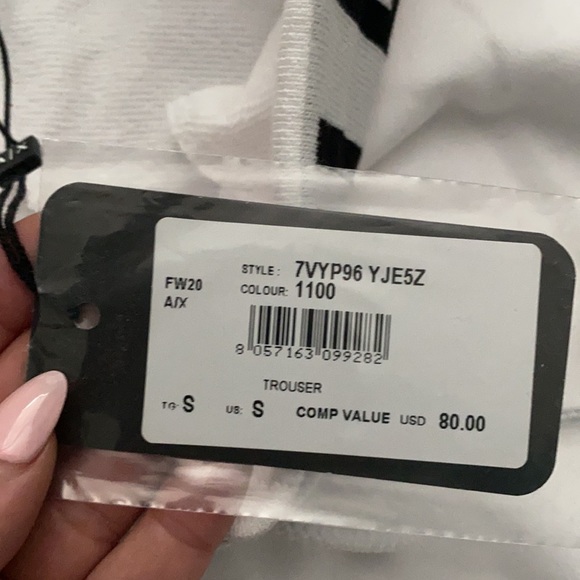 FW20
A/X
STYLE: 7VYP96 YJE5Z
COLOUR: 1100
8 057163 099282
TROUSER
TG: S US: S COMP VALUE USD 80.00